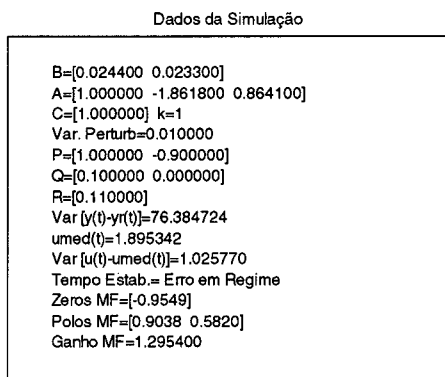 Dados da Simulação
B=[0.024400 0.023300]
A=[1.000000 -1.861800 0.864100]
C=[1.000000] k=1
Var. Perturb=0.010000
P=[1.000000 -0.900000]
Q=[0.100000 0.000000]
R=[0.110000]
Var [y(t)-yr(t)]=76.384724
umed(t)=1.895342
Var [u(t)-umed(t)]=1.025770
Tempo Estab.= Erro em Regime
Zeros MF=[-0.9549]
Polos MF=[0.9038 0.5820]
Ganho MF=1.295400